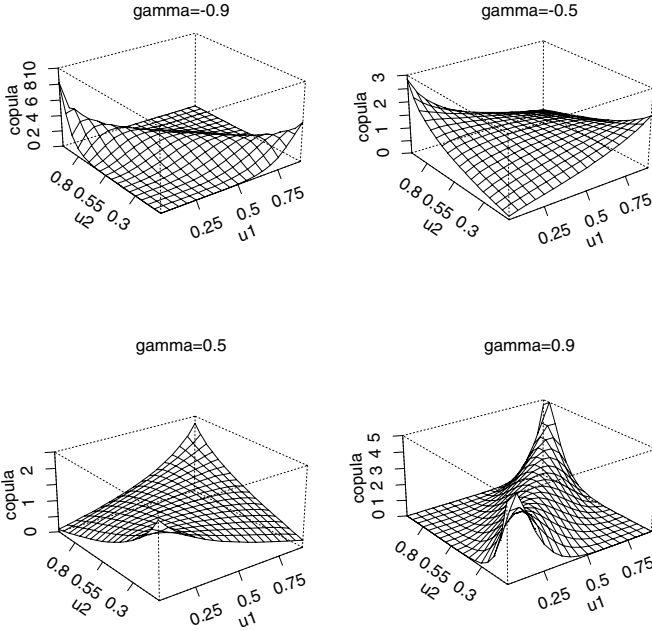 gamma=-0.9
copula
0 2 4 6 8 10
0.8 0.55 0.3
u2
0.25 0.5 0.75
u1
gamma=-0.5
copula
0 1 2 3
0.8 0.55 0.3
u2
0.25 0.5 0.75
u1
gamma=0.5
copula
0 1 2
0.8 0.55 0.3
u2
0.25 0.5 0.75
u1
gamma=0.9
copula
0 1 2 3 4 5
0.8 0.55 0.3
u2
0.25 0.5 0.75
u1